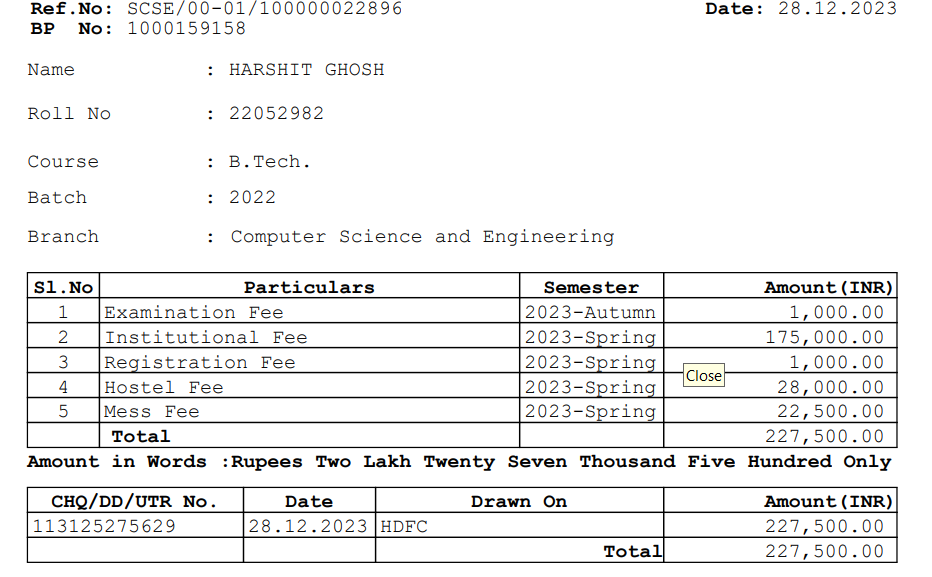 Ref.No: SCSE/00-01/100000022896 Date: 28.12.2023
BP No: 1000159158
Name : HARSHIT GHOSH
Roll No : 22052982
Course : B.Tech.
Batch : 2022
Branch : Computer Science and Engineering
Sl.No Particulars Semester Amount(INR)
1 Examination Fee 2023-Autumn 1,000.00
2 Institutional Fee 2023-Spring 175,000.00
3 Registration Fee 2023-Spring 1,000.00
Close
4 Hostel Fee 2023-Spring 28,000.00
5 Mess Fee 2023-Spring 22,500.00
Total 227,500.00
Amount in Words :Rupees Two Lakh Twenty Seven Thousand Five Hundred Only
CHQ/DD/UTR No. Date Drawn On Amount(INR)
113125275629 28.12.2023 HDFC 227,500.00
Total 227,500.00